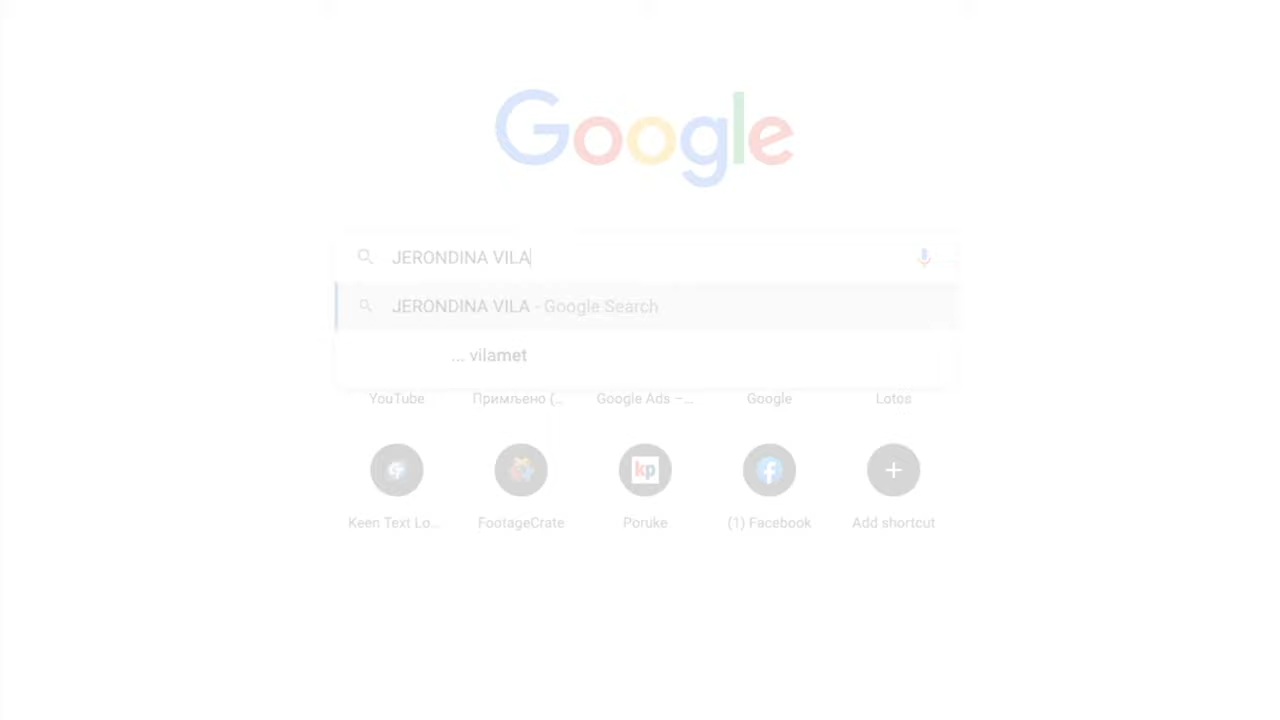 Google
JERONDINA VILA
JERONDINA VILA - Google Search
... vilamet
YouTube Примљено (... Google Ads –... Google Lotos
kp
Keen Text Lo... FootageCrate Poruke (1) Facebook Add shortcut